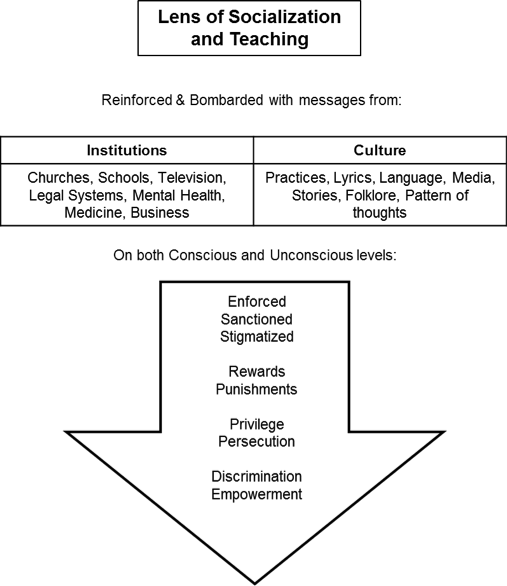 Lens of Socialization
and Teaching
Reinforced & Bombarded with messages from:
Institutions
Culture
Churches, Schools, Television,
Legal Systems, Mental Health,
Medicine, Business
Practices, Lyrics, Language, Media,
Stories, Folklore, Pattern of
thoughts
On both Conscious and Unconscious levels:
Enforced
Sanctioned
Stigmatized
Rewards
Punishments
Privilege
Persecution
Discrimination
Empowerment